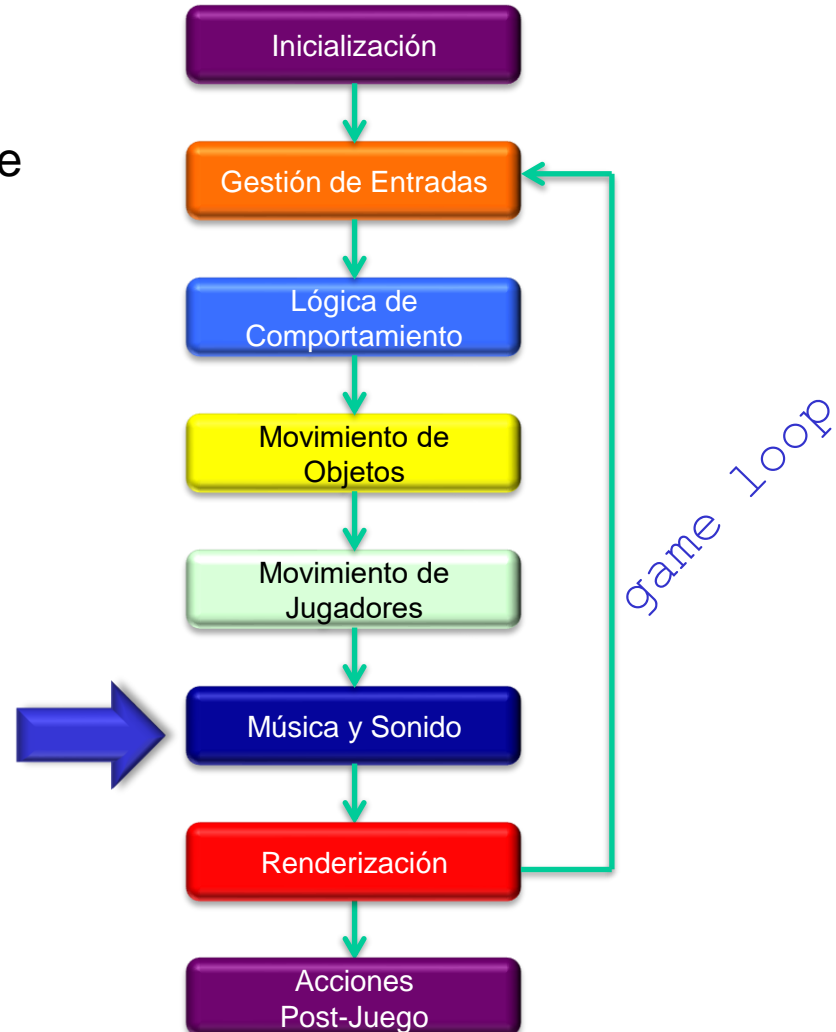 Inicialización
e
Gestión de Entradas
Lógica de
Comportamiento
Movimiento de
Objetos
Movimiento de
Jugadores
game loop
Música y Sonido
Renderización
Acciones
Post-Juego